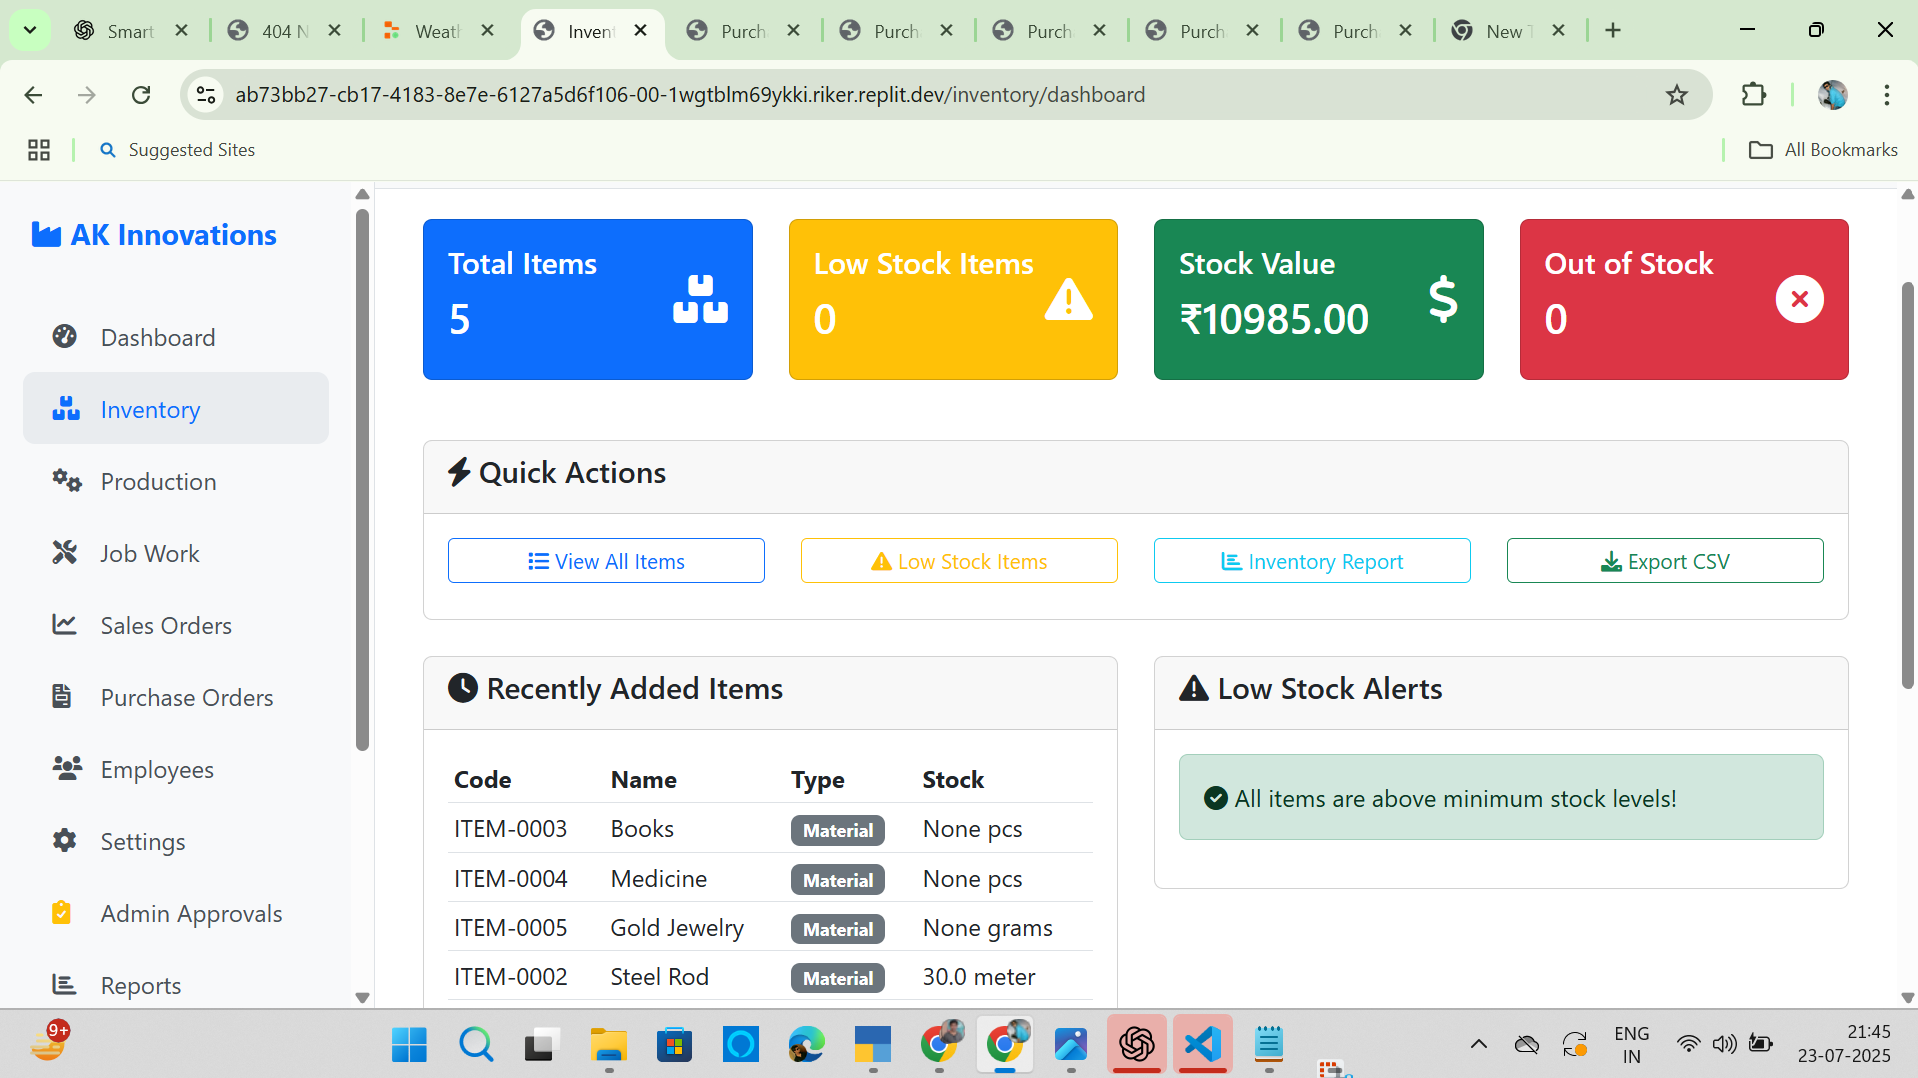 Smart
404 N
Weath
Invent
Purch
Purch
Purch
Purch
Purch
New T
ab73bb27-cb17-4183-8e7e-6127a5d6f106-00-1wgtblm69ykki.riker.replit.dev/inventory/dashboard
Suggested Sites
All Bookmarks
AK Innovations
Dashboard
Inventory
Production
Job Work
Sales Orders
Purchase Orders
Employees
Settings
Admin Approvals
Reports
Total Items
5
Low Stock Items
0
Stock Value
₹10985.00
Out of Stock
0
Quick Actions
View All Items
Low Stock Items
Inventory Report
Export CSV
Recently Added Items
Code Name Type Stock
ITEM-0003 Books Material None pcs
ITEM-0004 Medicine Material None pcs
ITEM-0005 Gold Jewelry Material None grams
ITEM-0002 Steel Rod Material 30.0 meter
Low Stock Alerts
All items are above minimum stock levels!
9+
ENG
IN
21:45
23-07-2025